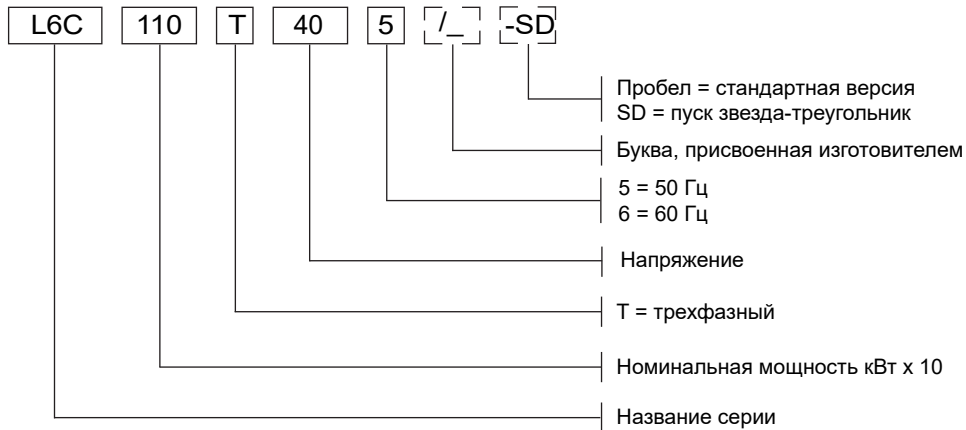 L6C 110 T 40 5 /_ -SD
Пробел = стандартная версия
SD = пуск звезда-треугольник
Буква, присвоенная изготовителем
5 = 50 Гц
6 = 60 Гц
Напряжение
Т = трехфазный
Номинальная мощность кВт x 10
Название серии